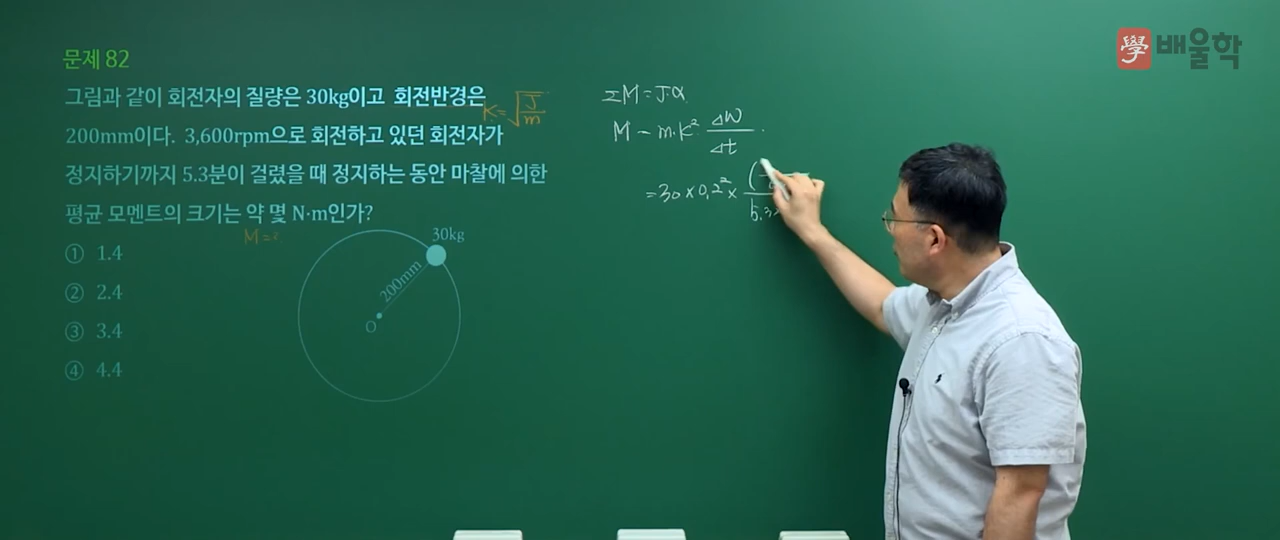 學 배울학
문제 82
그림과 같이 회전자의 질량은 30kg이고 회전반경은
200mm이다. 3,600rpm으로 회전하고 있던 회전자가
정지하기까지 5.3분이 걸렸을 때 정지하는 동안 마찰에 의한
평균 모멘트의 크기는 약 몇 N·m인가?
① 1.4
② 2.4
③ 3.4
④ 4.4
30kg
200mm
O
K=√(J/m)
M=
ΣM=Jα.
M=m·K² Δω/Δt.
=30×0.2²×
5.3×